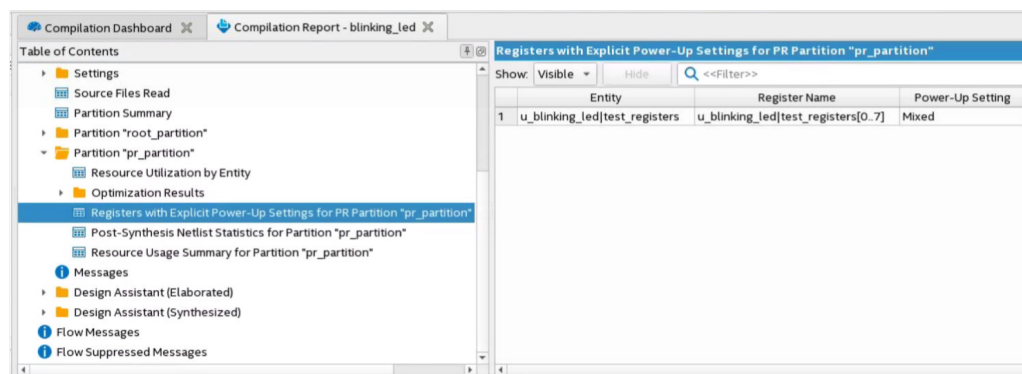 Compilation Dashboard
Compilation Report - blinking_led
Table of Contents
Settings
Source Files Read
Partition Summary
Partition "root_partition"
Partition "pr_partition"
Resource Utilization by Entity
Optimization Results
Registers with Explicit Power-Up Settings for PR Partition "pr_partition"
Post-Synthesis Netlist Statistics for Partition "pr_partition"
Resource Usage Summary for Partition "pr_partition"
Messages
Design Assistant (Elaborated)
Design Assistant (Synthesized)
Flow Messages
Flow Suppressed Messages
Registers with Explicit Power-Up Settings for PR Partition "pr_partition"
Show: Visible Hide <<Filter>>
Entity Register Name Power-Up Setting
1 u_blinking_led|test_registers u_blinking_led|test_registers[0..7] Mixed